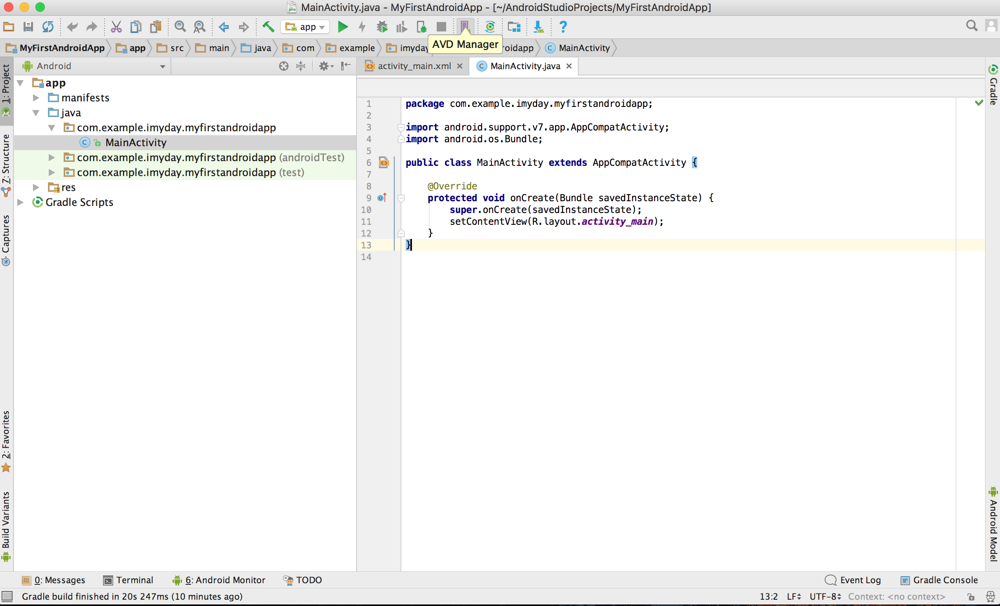 MainActivity.java - MyFirstAndroidApp - [~/AndroidStudioProjects/MyFirstAndroidApp]
app
AVD Manager
MyFirstAndroidApp app src main java com example imyday roidapp MainActivity
Android
activity_main.xml MainActivity.java
1: Project
7: Structure
Captures
2: Favorites
Build Variants
app
manifests
java
com.example.imyday.myfirstandroidapp
MainActivity
com.example.imyday.myfirstandroidapp (androidTest)
com.example.imyday.myfirstandroidapp (test)
res
Gradle Scripts
1 package com.example.imyday.myfirstandroidapp;
2
3 import android.support.v7.app.AppCompatActivity;
4 import android.os.Bundle;
5
6 public class MainActivity extends AppCompatActivity {
7
8 @Override
9 protected void onCreate(Bundle savedInstanceState) {
10 super.onCreate(savedInstanceState);
11 setContentView(R.layout.activity_main);
12 }
13 }
14
Gradle
Android Model
0: Messages Terminal 6: Android Monitor TODO Event Log Gradle Console
Gradle build finished in 20s 247ms (10 minutes ago) 13:2 LF UTF-8 Context: <no context>